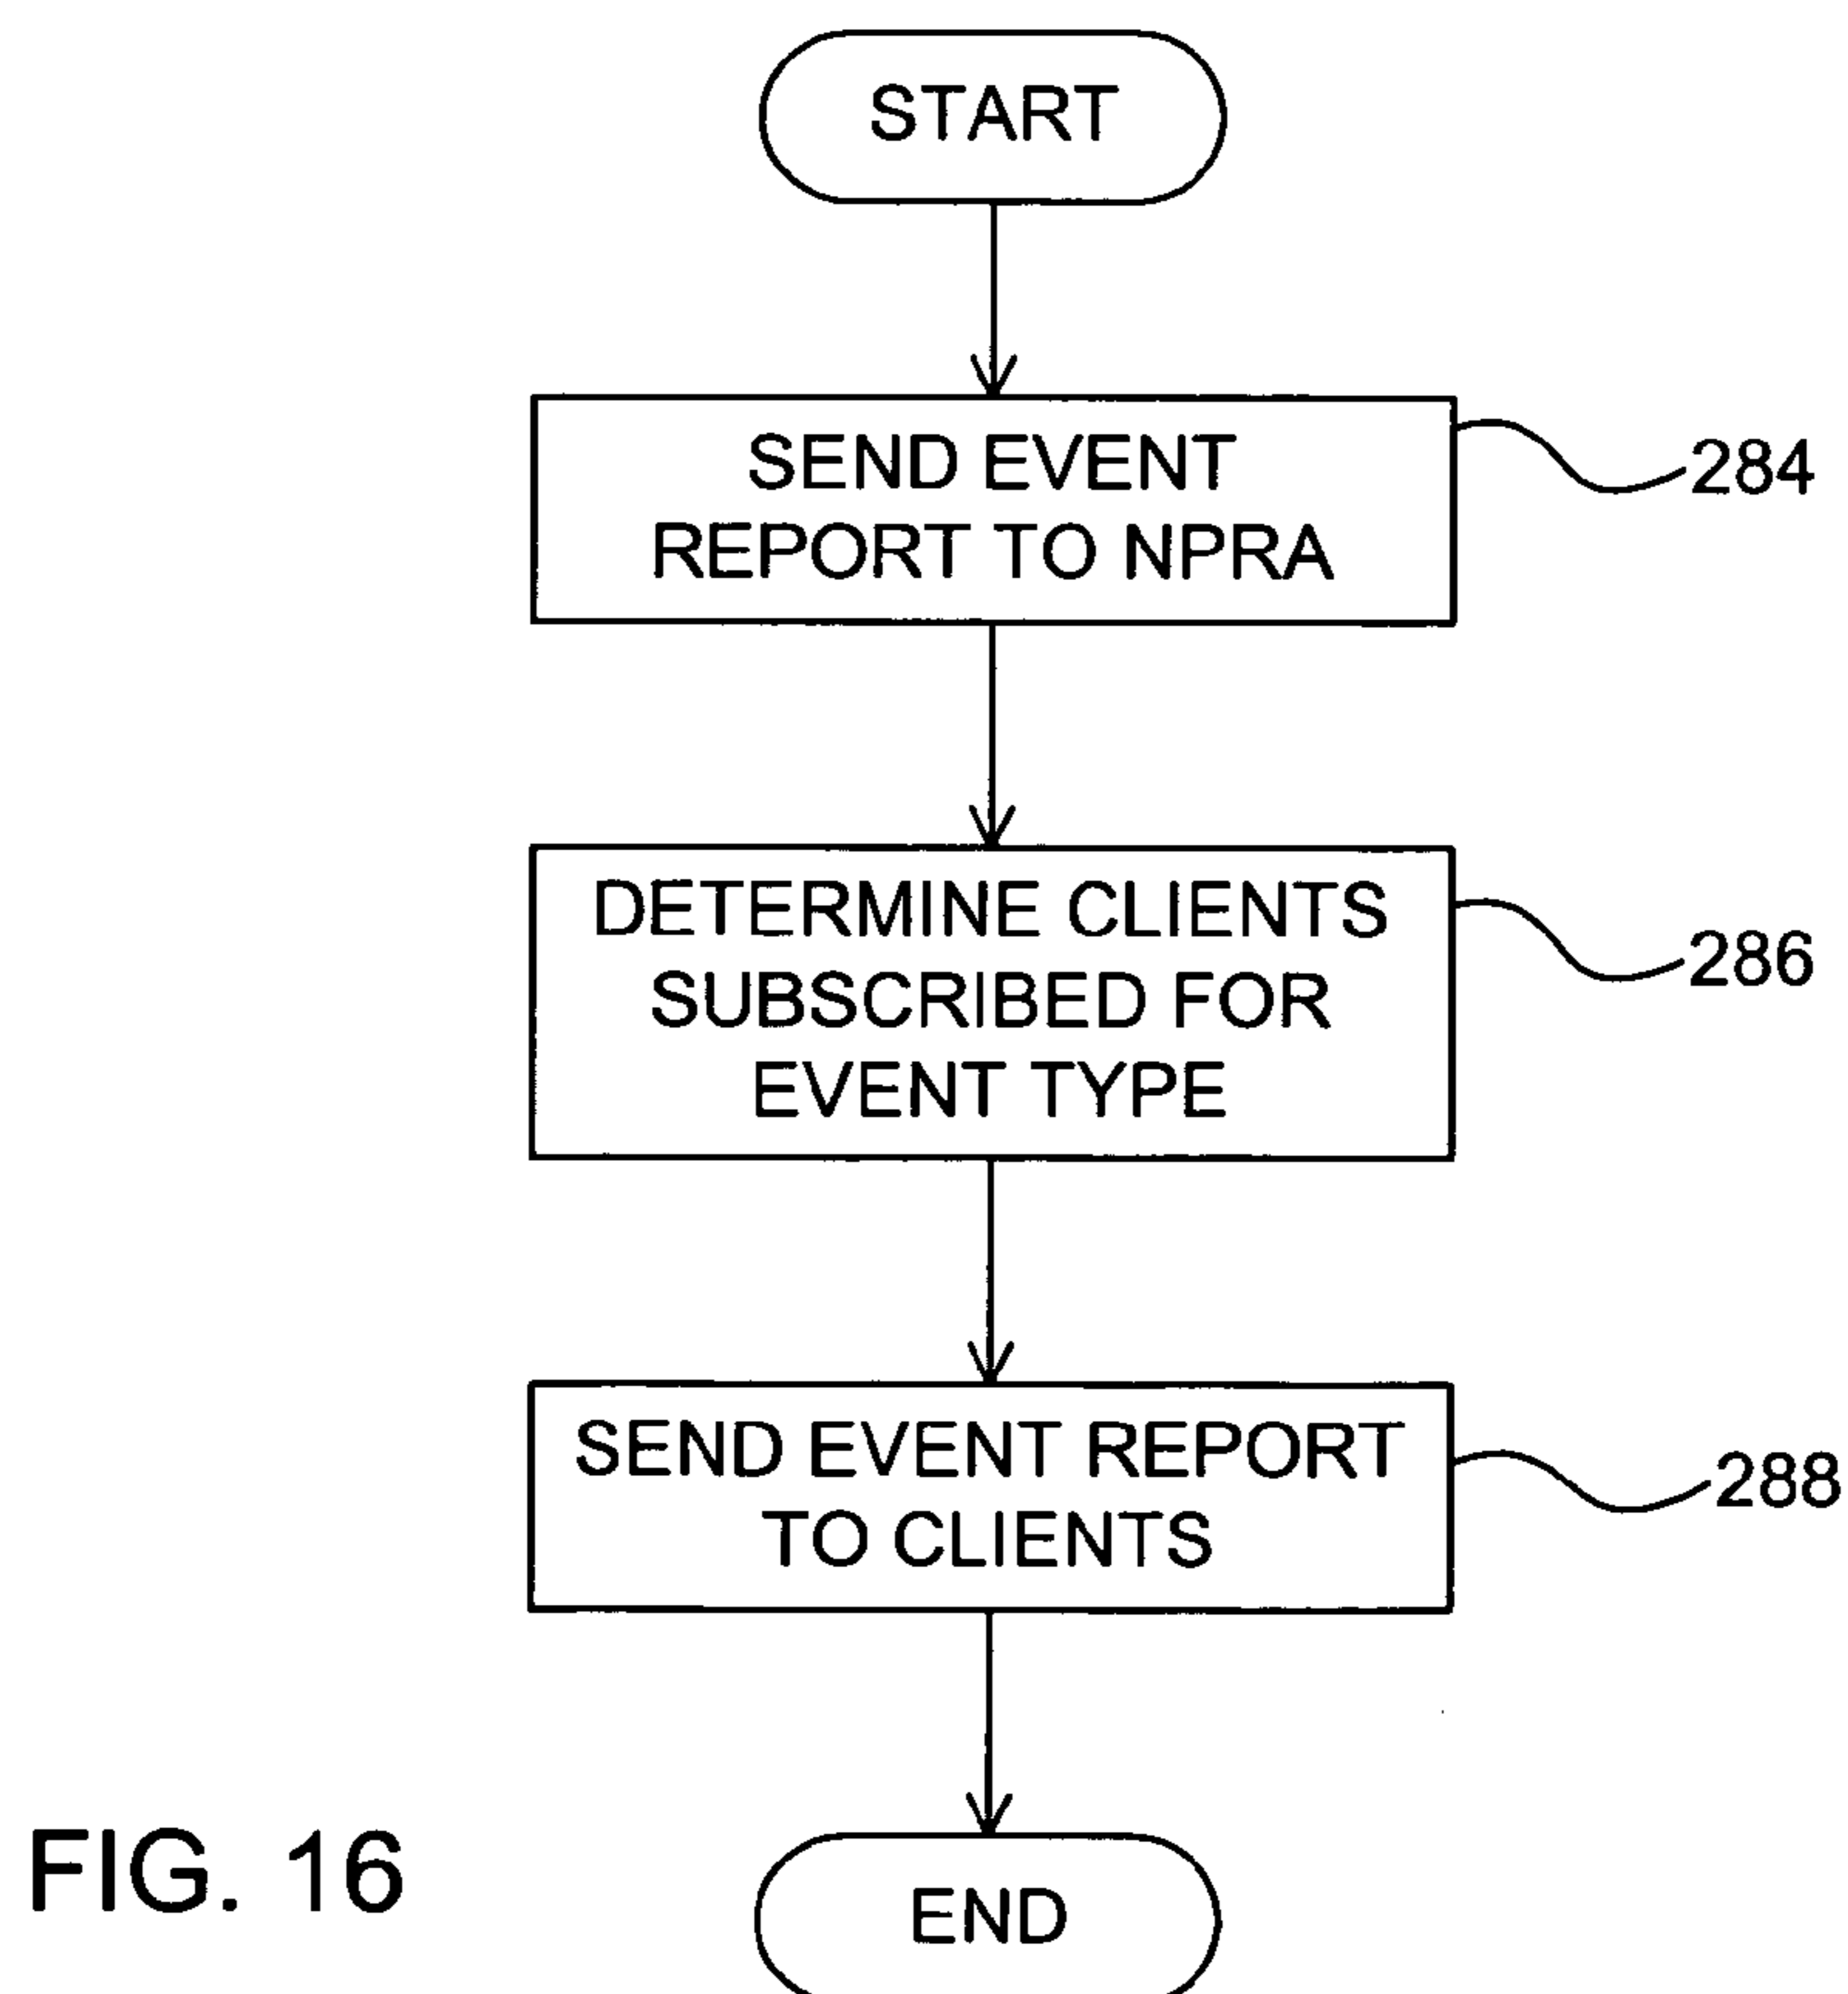 START
SEND EVENT
REPORT TO NPRA
284
DETERMINE CLIENTS
SUBSCRIBED FOR
EVENT TYPE
286
SEND EVENT REPORT
TO CLIENTS
288
END
FIG. 16